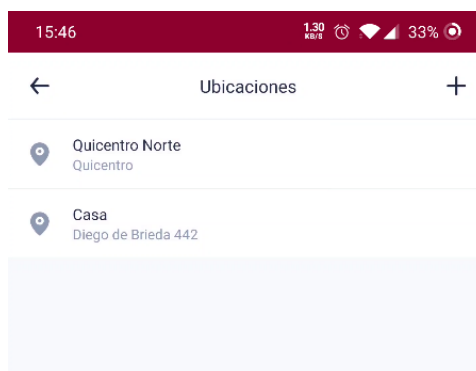 15:46 1.30 KB/S 33%
Ubicaciones
Quicentro Norte
Quicentro
Casa
Diego de Brieda 442